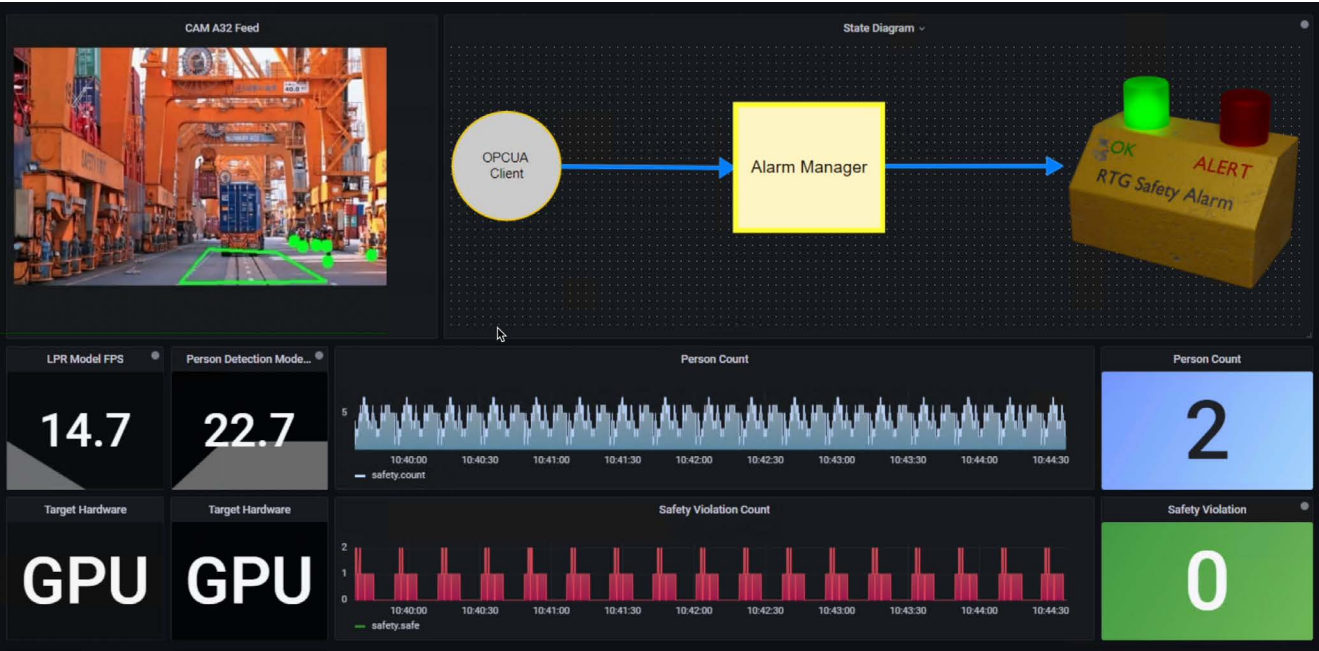 CAM A32 Feed
State Diagram
40.0
OPCUA
Client
Alarm Manager
OK
ALERT
RTG Safety Alarm
LPR Model FPS
Person Detection Mode...
Person Count
Person Count
14.7
22.7
5
10:40:00 10:40:30 10:41:00 10:41:30 10:42:00 10:42:30 10:43:00 10:43:30 10:44:00 10:44:30
safety.count
2
Target Hardware
Target Hardware
Safety Violation Count
Safety Violation
GPU
GPU
2
1
0
10:40:00 10:40:30 10:41:00 10:41:30 10:42:00 10:42:30 10:43:00 10:43:30 10:44:00 10:44:30
safety.safe
0